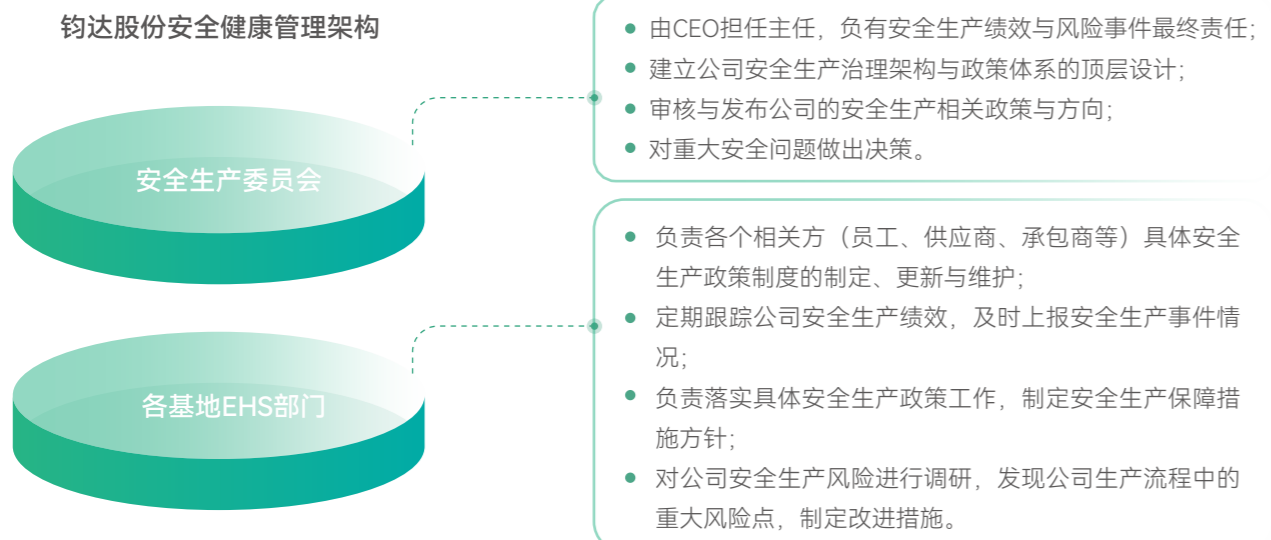 钧达股份安全健康管理架构
安全生产委员会
由CEO担任主任，负有安全生产绩效与风险事件最终责任；
建立公司安全生产治理架构与政策体系的顶层设计；
审核与发布公司的安全生产相关政策与方向；
对重大安全问题做出决策。
各基地EHS部门
负责各个相关方（员工、供应商、承包商等）具体安全
生产政策制度的制定、更新与维护；
定期跟踪公司安全生产绩效，及时上报安全生产事件情
况；
负责落实具体安全生产政策工作，制定安全生产保障措
施方针；
对公司安全生产风险进行调研，发现公司生产流程中的
重大风险点，制定改进措施。